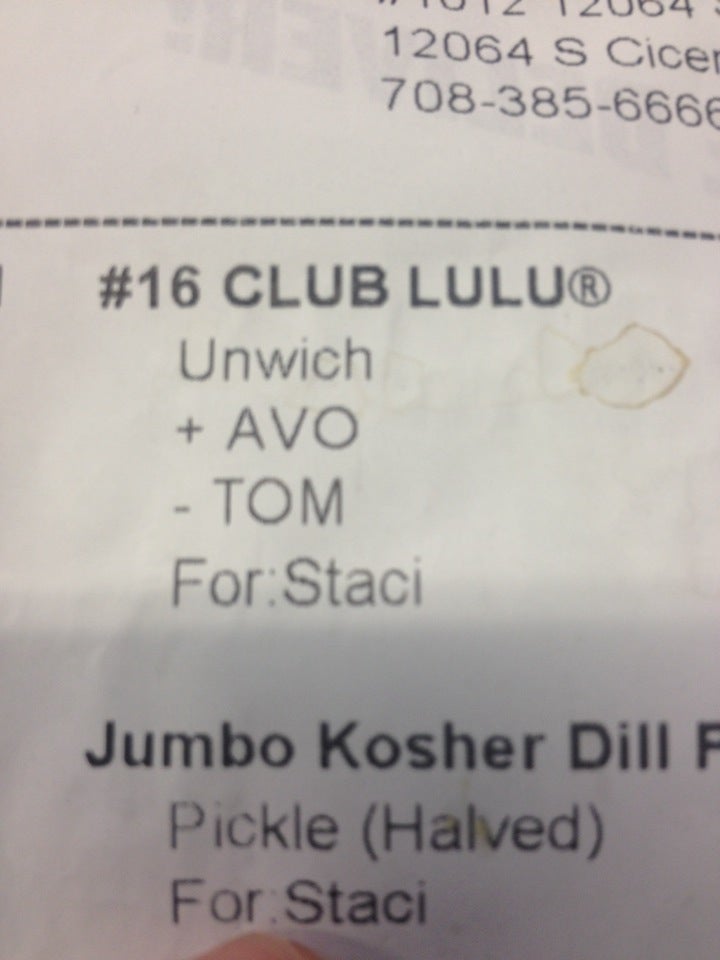 12064 S
12064 S
708-385-6666
#16 CLUB LULU®
Unwich
+ AVO
- TOM
For:Staci
Jumbo Kosher Dill
Pickle (Halved)
For:Staci